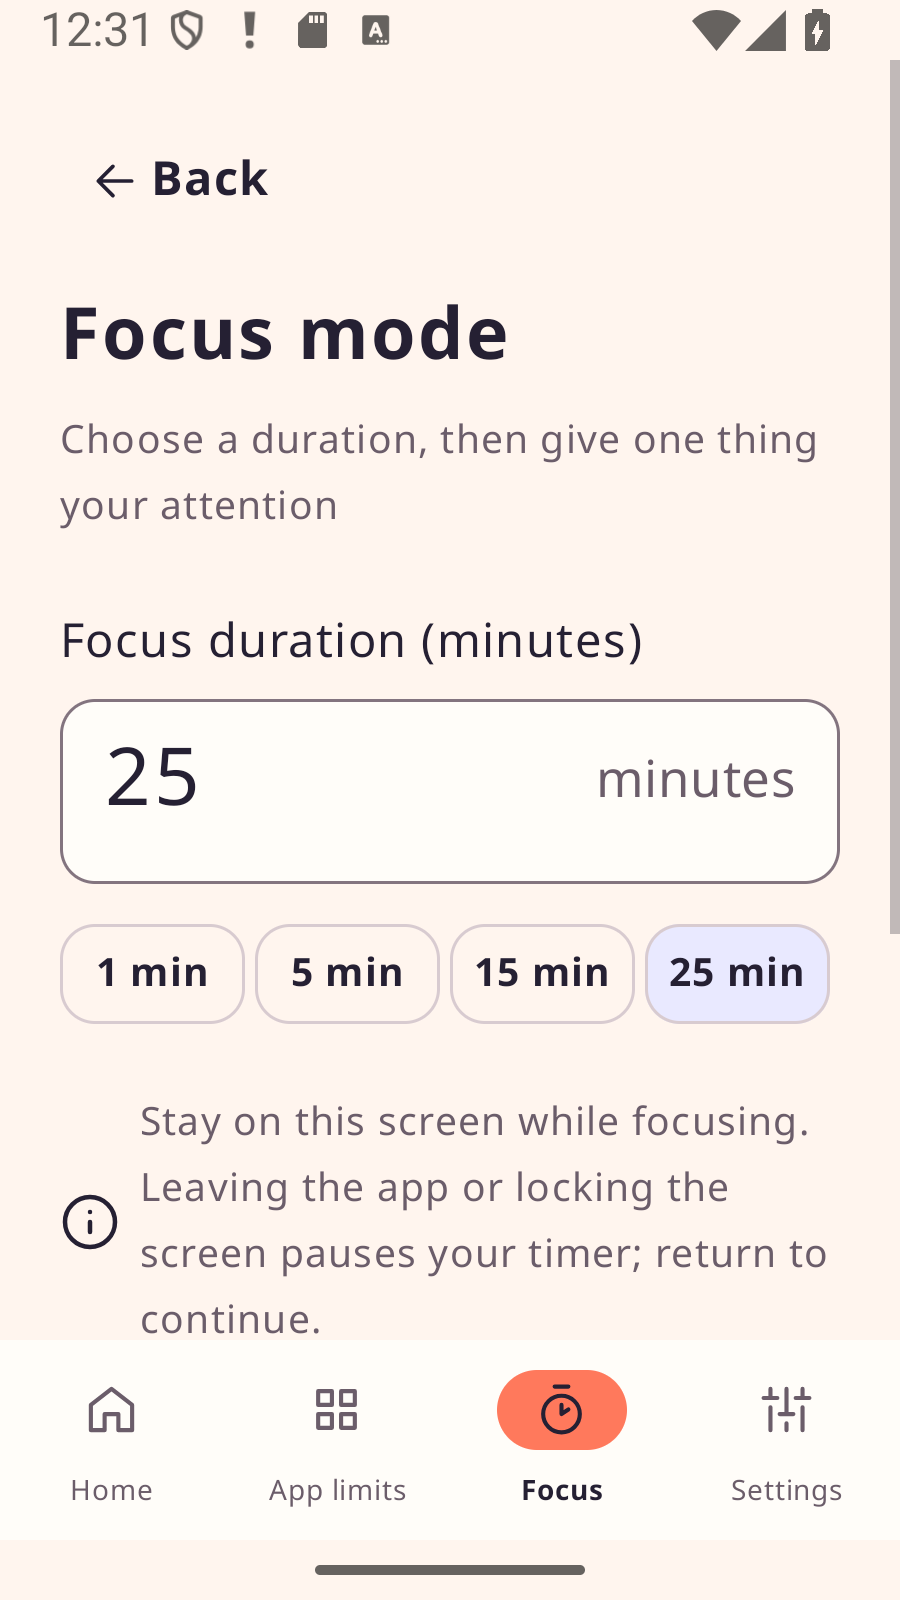 12:31
Back
Focus mode
Choose a duration, then give one thing
your attention
Focus duration (minutes)
25 minutes
1 min 5 min 15 min 25 min
Stay on this screen while focusing.
Leaving the app or locking the
screen pauses your timer; return to
continue.
Home App limits Focus Settings